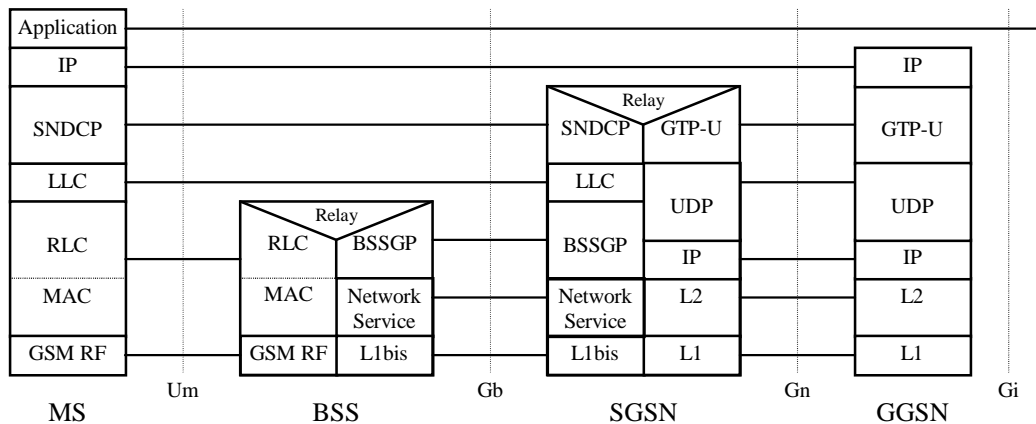 Application
IP
IP
Relay
SNDCP
SNDCP
GTP-U
GTP-U
LLC
LLC
UDP
UDP
Relay
RLC
RLC
BSSGP
BSSGP
IP
IP
MAC
MAC
Network
Service
Network
Service
L2
L2
GSM RF
GSM RF
L1bis
L1bis
L1
L1
Um
Gb
Gn
Gi
MS
BSS
SGSN
GGSN